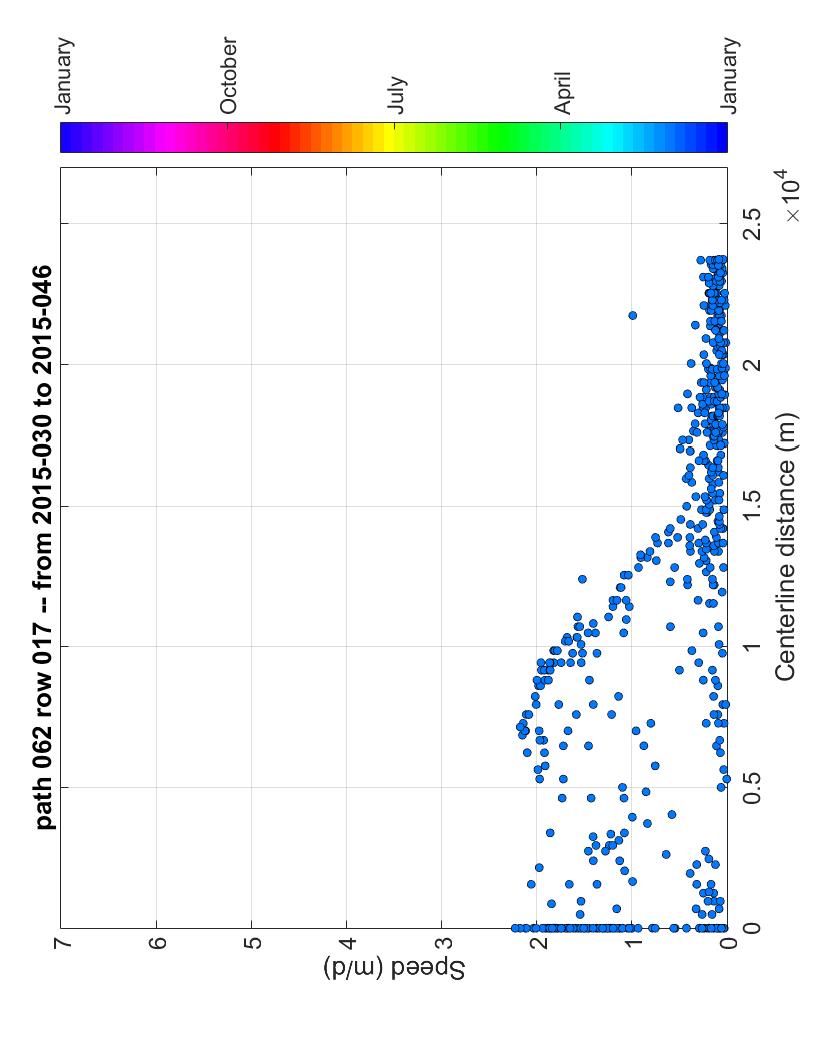 path 062 row 017 -- from 2015-030 to 2015-046
7
6
5
4
3
2
1
0
Speed (m/d)
0 0.5 1 1.5 2 2.5
Centerline distance (m)
×10⁴
January
October
July
April
January